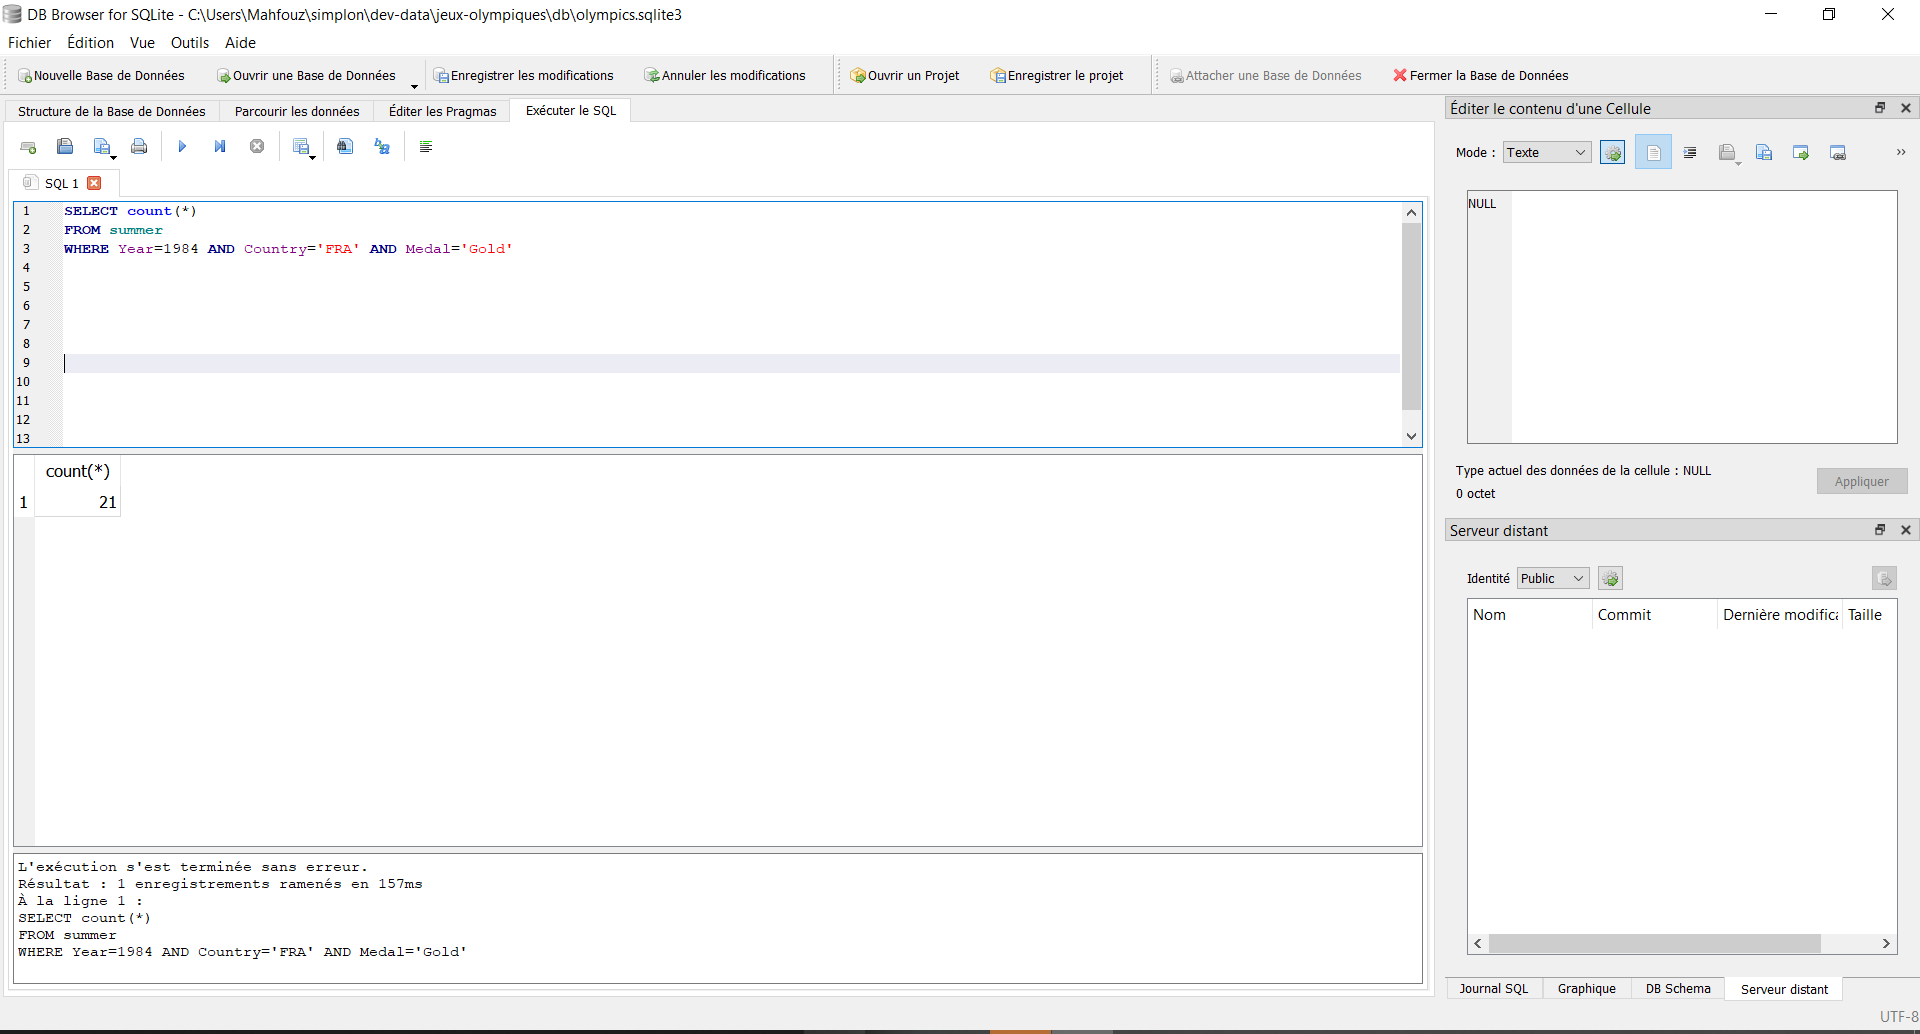 DB Browser for SQLite - C:\Users\Mahfouz\simplon\dev-data\jeux-olympiques\db\olympics.sqlite3
Fichier Édition Vue Outils Aide
Nouvelle Base de Données Ouvrir une Base de Données Enregistrer les modifications Annuler les modifications Ouvrir un Projet Enregistrer le projet Attacher une Base de Données Fermer la Base de Données
Structure de la Base de Données Parcourir les données Éditer les Pragmas Exécuter le SQL
SQL 1
1 SELECT count(*)
2 FROM summer
3 WHERE Year=1984 AND Country='FRA' AND Medal='Gold'
4
5
6
7
8
9
10
11
12
13
count(*)
1 21
L'exécution s'est terminée sans erreur.
Résultat : 1 enregistrements ramenés en 157ms
À la ligne 1 :
SELECT count(*)
FROM summer
WHERE Year=1984 AND Country='FRA' AND Medal='Gold'
Éditer le contenu d'une Cellule
Mode : Texte
NULL
Type actuel des données de la cellule : NULL
0 octet
Appliquer
Serveur distant
Identité Public
Nom Commit Dernière modifica Taille
Journal SQL Graphique DB Schema Serveur distant
UTF-8